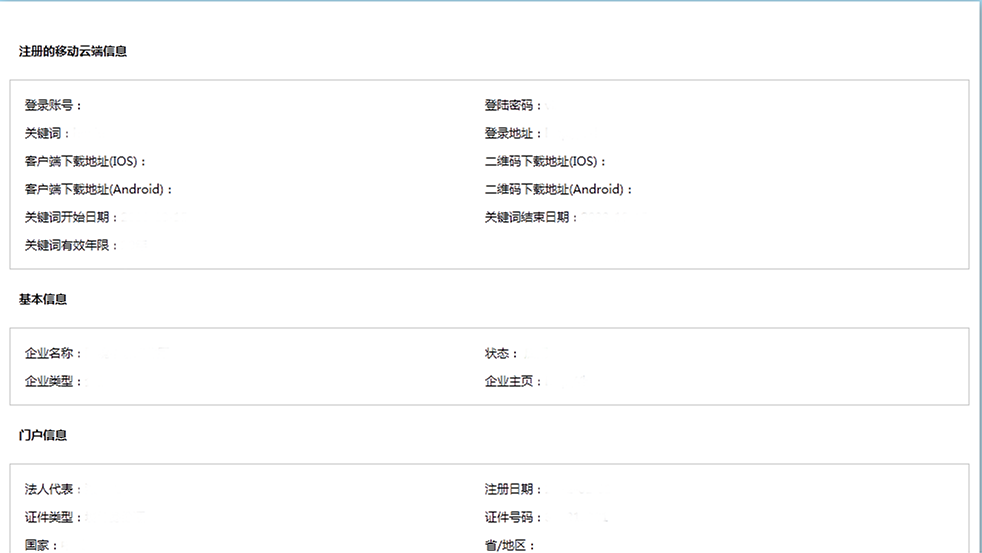 注册的移动云端信息
登录账号： 登陆密码：
关键词： 登录地址：
客户端下载地址(IOS)： 二维码下载地址(IOS)：
客户端下载地址(Android)： 二维码下载地址(Android)：
关键词开始日期： 关键词结束日期：
关键词有效年限：
基本信息
企业名称： 状态：
企业类型： 企业主页：
门户信息
法人代表： 注册日期：
证件类型： 证件号码：
国家： 省/地区：